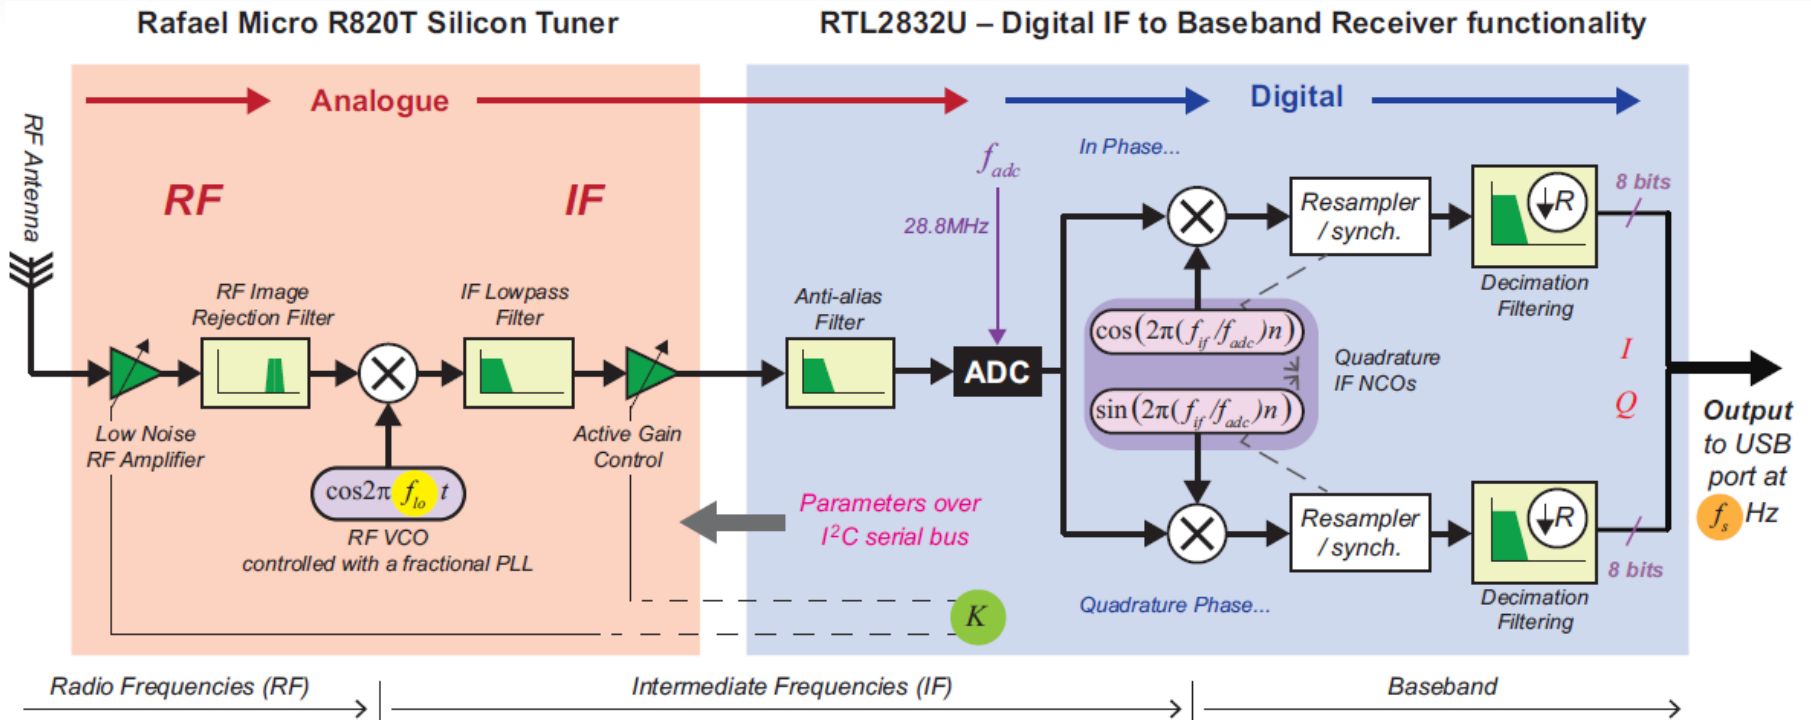 Rafael Micro R820T Silicon Tuner
RTL2832U – Digital IF to Baseband Receiver functionality
Analogue
Digital
RF Antenna
RF
IF
f_adc
28.8MHz
In Phase...
Resampler
/ synch.
↓R
8 bits
Decimation
Filtering
RF Image
Rejection Filter
IF Lowpass
Filter
Anti-alias
Filter
ADC
cos(2π(f_if/f_adc)n)
sin(2π(f_if/f_adc)n)
Quadrature
IF NCOs
I
Q
Low Noise
RF Amplifier
Active Gain
Control
cos2π f_lo t
RF VCO
controlled with a fractional PLL
Parameters over
I²C serial bus
K
Resampler
/ synch.
↓R
8 bits
Decimation
Filtering
Quadrature Phase...
Output
to USB
port at
f_s Hz
Radio Frequencies (RF)
Intermediate Frequencies (IF)
Baseband